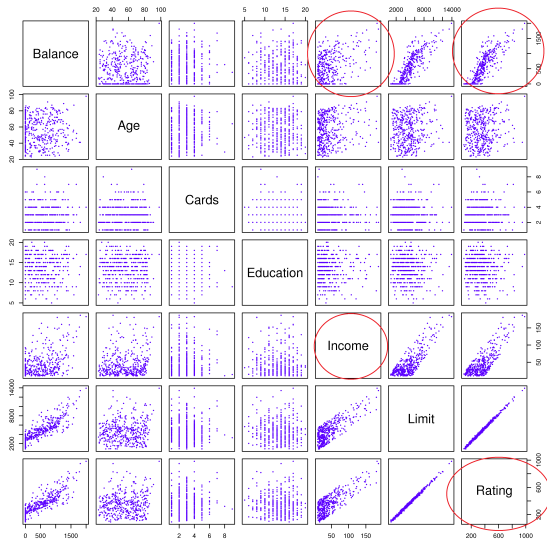 20 40 60 80 100
5 10 15 20
2000 8000 14000
Balance
0 500 1500
20 40 60 80 100
Age
Cards
2 4 6 8
5 10 15 20
Education
Income
50 100 150
2000 8000 14000
Limit
Rating
200 600 1000
0 500 1500
2 4 6 8
50 100 150
200 600 1000